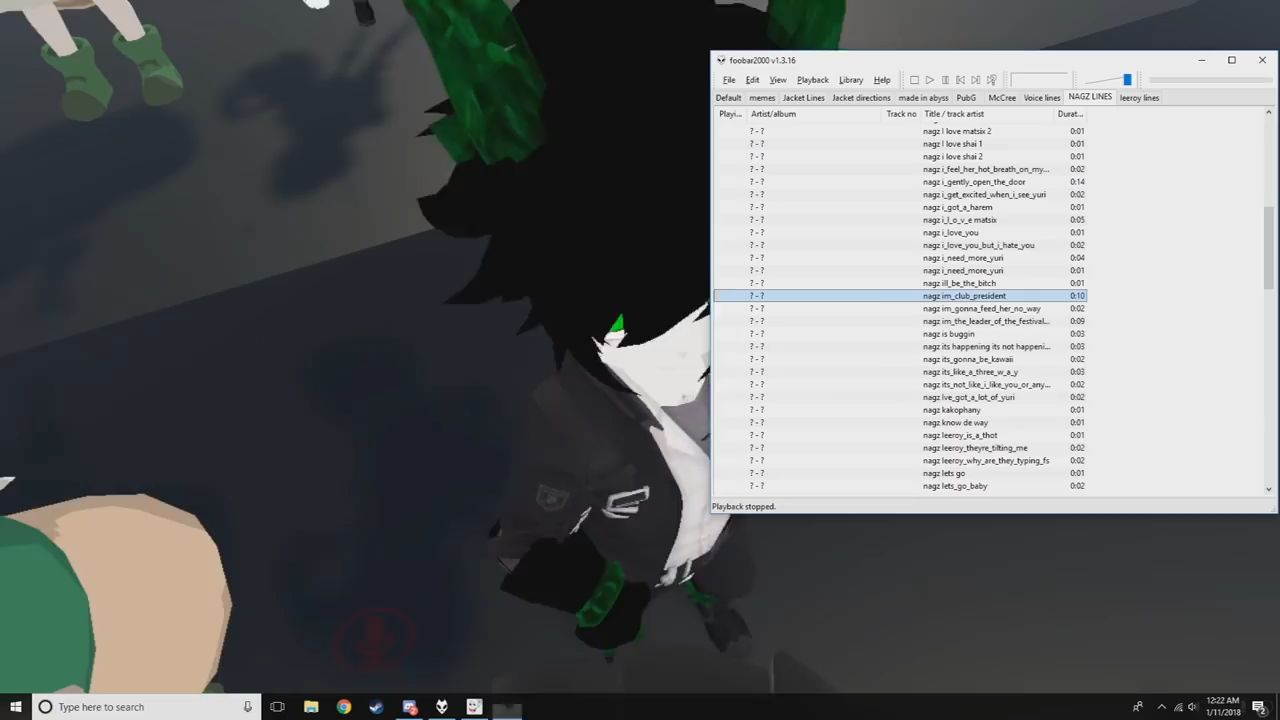 foobar2000 v1.3.16
File Edit View Playback Library Help
Default memes Jacket Lines Jacket directions made in abyss PubG McCree Voice lines NAGZ LINES leeroy lines
Playi... Artist/album Track no Title / track artist Durat...
? - ? nagz I love matsix 2 0:01
? - ? nagz I love shai 1 0:01
? - ? nagz I love shai 2 0:01
? - ? nagz i_feel_her_hot_breath_on_my... 0:02
? - ? nagz i_gently_open_the_door 0:14
? - ? nagz i_get_excited_when_i_see_yuri 0:02
? - ? nagz i_got_a_harem 0:01
? - ? nagz i_l_o_v_e matsix 0:05
? - ? nagz i_love_you 0:01
? - ? nagz i_love_you_but_i_hate_you 0:02
? - ? nagz i_need_more_yuri 0:04
? - ? nagz i_need_more_yuri 0:01
? - ? nagz ill_be_the_bitch 0:01
? - ? nagz im_club_president 0:10
? - ? nagz im_gonna_feed_her_no_way 0:02
? - ? nagz im_the_leader_of_the_festival... 0:09
? - ? nagz is buggin 0:03
? - ? nagz its happening its not happeni... 0:03
? - ? nagz its_gonna_be_kawaii 0:02
? - ? nagz its_like_a_three_w_a_y 0:03
? - ? nagz its_not_like_i_like_you_or_any... 0:02
? - ? nagz Ive_got_a_lot_of_yuri 0:02
? - ? nagz kakophany 0:01
? - ? nagz know de way 0:01
? - ? nagz leeroy_is_a_thot 0:01
? - ? nagz leeroy_theyre_tilting_me 0:02
? - ? nagz leeroy_why_are_they_typing_fs 0:02
? - ? nagz lets go 0:01
? - ? nagz lets_go_baby 0:02
Playback stopped.
Type here to search
12:22 AM
1/11/2018
2